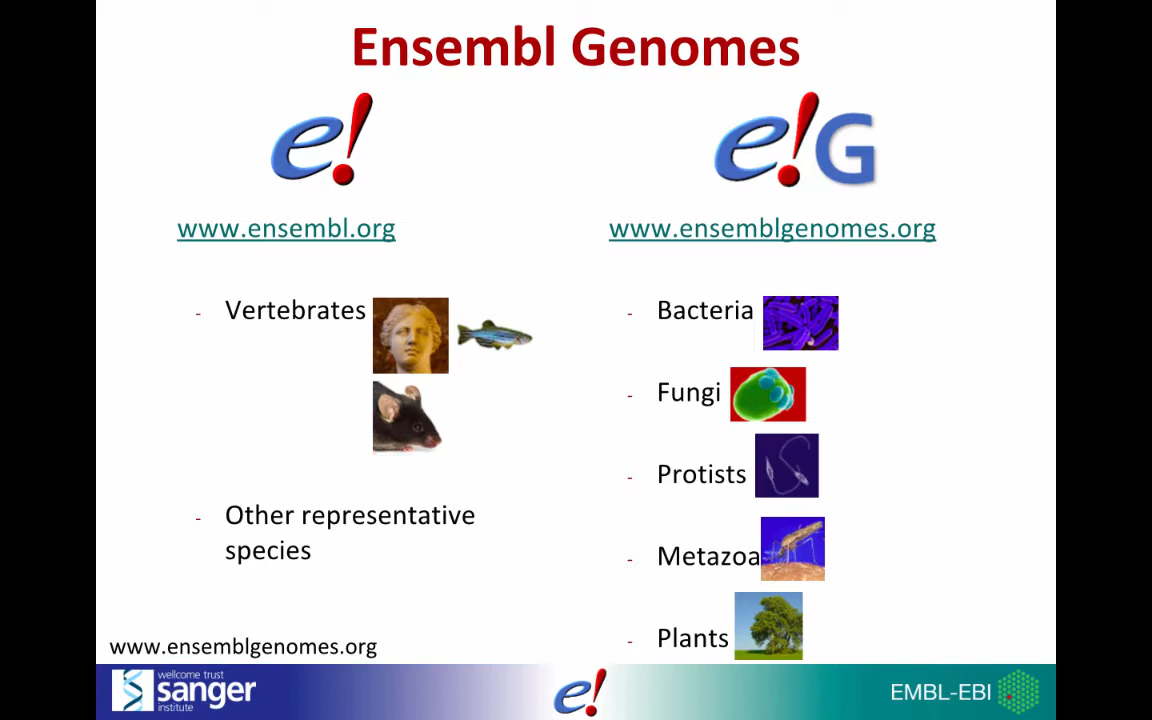 Ensembl Genomes
e!
e!G
www.ensembl.org
www.ensemblgenomes.org
- Vertebrates
- Other representative
species
- Bacteria
- Fungi
- Protists
- Metazoa
- Plants
www.ensemblgenomes.org
wellcome trust
sanger
institute
e!
EMBL-EBI